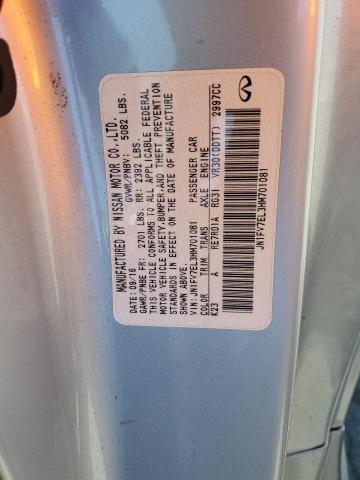 MANUFACTURED BY NISSAN MOTOR CO.,LTD.
DATE: 09/16 GVWR/PNBV: 5082 LBS.
GAWR/PNBE FR: 2701 LBS. RR: 2392 LBS.
THIS VEHICLE CONFORMS TO ALL APPLICABLE FEDERAL
MOTOR VEHICLE SAFETY,BUMPER,AND THEFT PREVENTION
STANDARDS IN EFFECT ON THE DATE OF MANUFACTURE
SHOWN ABOVE.
VIN: JN1FV7EL3HM701081 PASSENGER CAR
COLOR TRIM TRANS AXLE ENGINE
K23 A RE7R01A RG31 VR30(DDTT) 2997CC
JN1FV7EL3HM701081